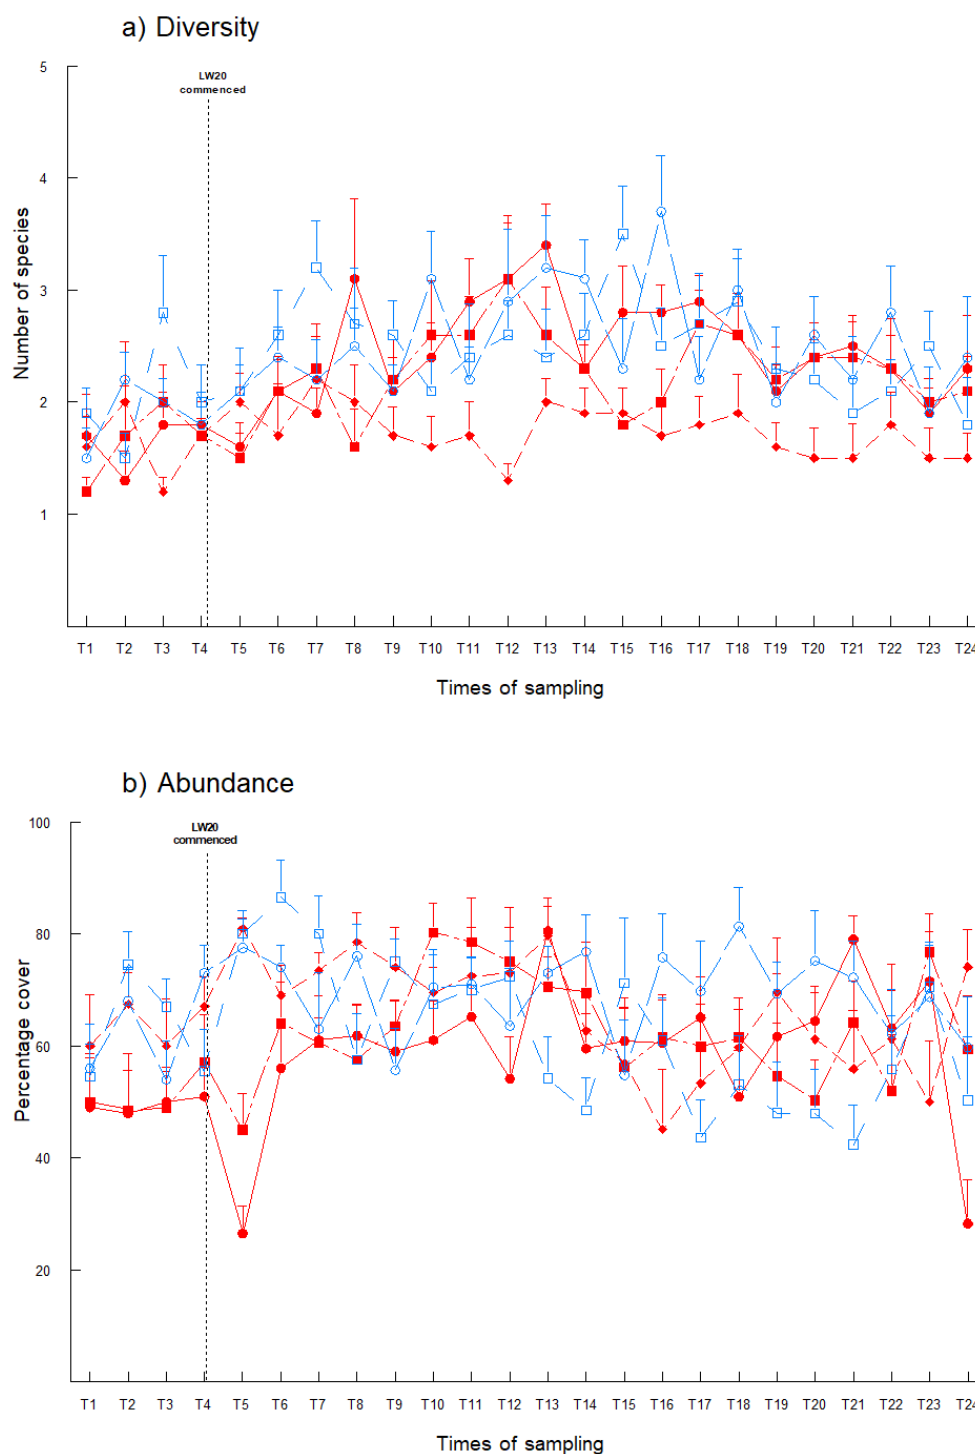 a) Diversity
5
LW20
commenced
4
3
2
1
Number of species
T1 T2 T3 T4 T5 T6 T7 T8 T9 T10 T11 T12 T13 T14 T15 T16 T17 T18 T19 T20 T21 T22 T23 T24
Times of sampling
b) Abundance
100
LW20
commenced
80
60
40
20
Percentage cover
T1 T2 T3 T4 T5 T6 T7 T8 T9 T10 T11 T12 T13 T14 T15 T16 T17 T18 T19 T20 T21 T22 T23 T24
Times of sampling